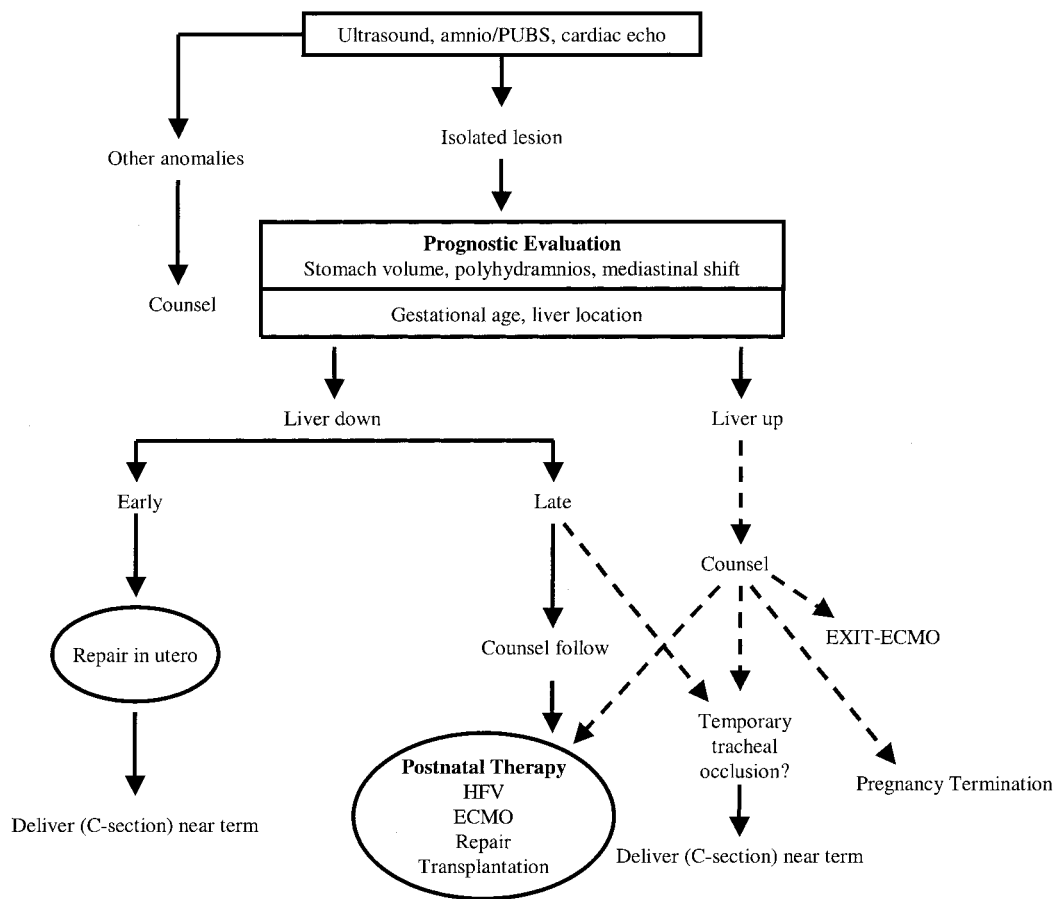 Ultrasound, amnio/PUBS, cardiac echo
Isolated lesion
Other anomalies
Counsel
Prognostic Evaluation
Stomach volume, polyhydramnios, mediastinal shift
Gestational age, liver location
Liver down
Liver up
Early
Late
Counsel
Repair in utero
Counsel follow
EXIT-ECMO
Temporary
tracheal
occlusion?
Pregnancy Termination
Postnatal Therapy
HFV
ECMO
Repair
Transplantation
Deliver (C-section) near term
Deliver (C-section) near term